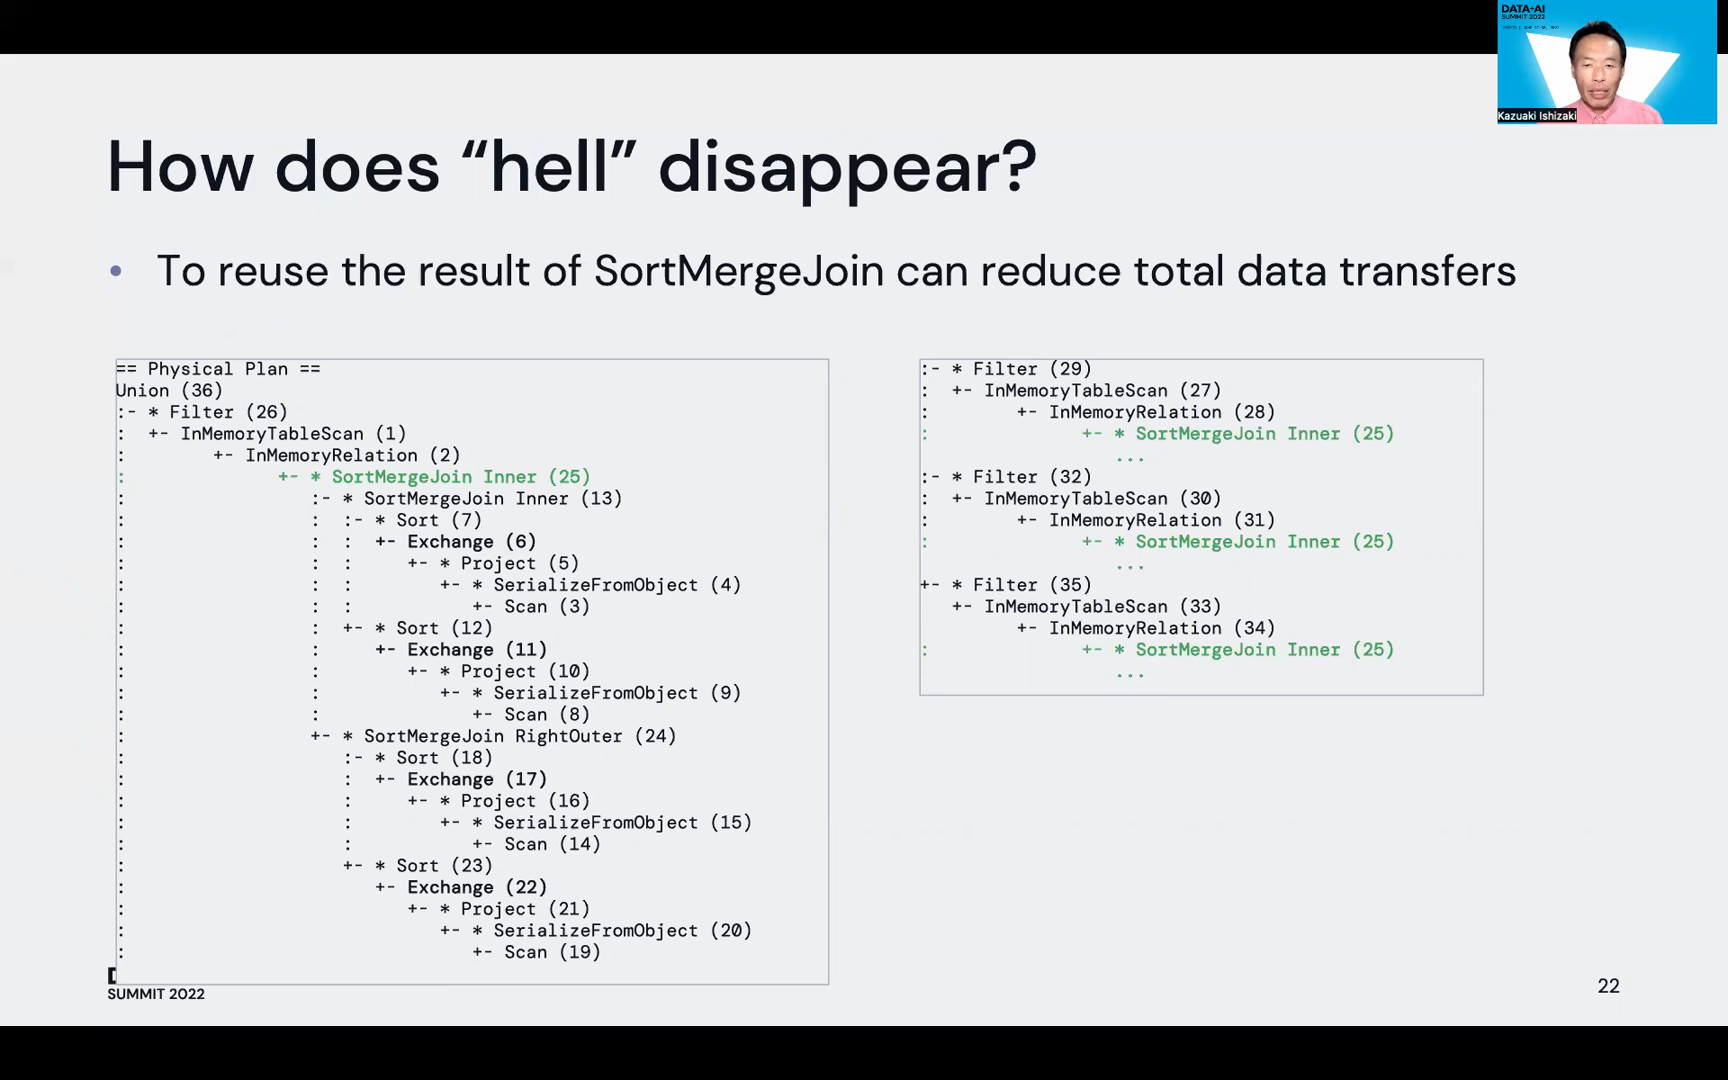 DATA+AI
SUMMIT 2022
Kazuaki Ishizaki
How does “hell” disappear?
• To reuse the result of SortMergeJoin can reduce total data transfers
== Physical Plan ==
Union (36)
:- * Filter (26)
:  +- InMemoryTableScan (1)
:        +- InMemoryRelation (2)
:              +- * SortMergeJoin Inner (25)
:                 :- * SortMergeJoin Inner (13)
:                 :  :- * Sort (7)
:                 :  :  +- Exchange (6)
:                 :  :     +- * Project (5)
:                 :  :        +- * SerializeFromObject (4)
:                 :  :           +- Scan (3)
:                 :  +- * Sort (12)
:                 :     +- Exchange (11)
:                 :        +- * Project (10)
:                 :           +- * SerializeFromObject (9)
:                 :              +- Scan (8)
:                 +- * SortMergeJoin RightOuter (24)
:                    :- * Sort (18)
:                    :  +- Exchange (17)
:                    :     +- * Project (16)
:                    :        +- * SerializeFromObject (15)
:                    :           +- Scan (14)
:                    +- * Sort (23)
:                       +- Exchange (22)
:                          +- * Project (21)
:                             +- * SerializeFromObject (20)
:                                +- Scan (19)
:- * Filter (29)
:  +- InMemoryTableScan (27)
:        +- InMemoryRelation (28)
:              +- * SortMergeJoin Inner (25)
...
:- * Filter (32)
:  +- InMemoryTableScan (30)
:        +- InMemoryRelation (31)
:              +- * SortMergeJoin Inner (25)
...
+- * Filter (35)
   +- InMemoryTableScan (33)
         +- InMemoryRelation (34)
:              +- * SortMergeJoin Inner (25)
...
SUMMIT 2022
22